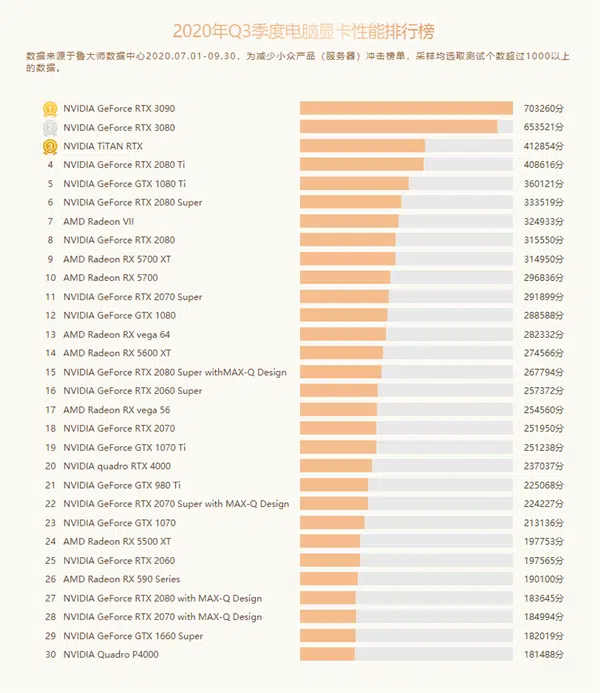 2020年Q3季度电脑显卡性能排行榜
数据来源于鲁大师数据中心2020.07.01-09.30，为减少小众产品（服务器）冲击榜单，采样均选取测试个数超过1000以上
的数据。
1 NVIDIA GeForce RTX 3090 703260分
2 NVIDIA GeForce RTX 3080 653521分
3 NVIDIA TiTAN RTX 412854分
4 NVIDIA GeForce RTX 2080 Ti 408616分
5 NVIDIA GeForce GTX 1080 Ti 360121分
6 NVIDIA GeForce RTX 2080 Super 333519分
7 AMD Radeon VII 324933分
8 NVIDIA GeForce RTX 2080 315550分
9 AMD Radeon RX 5700 XT 314950分
10 AMD Radeon RX 5700 296836分
11 NVIDIA GeForce RTX 2070 Super 291899分
12 NVIDIA GeForce GTX 1080 288588分
13 AMD Radeon RX vega 64 282332分
14 AMD Radeon RX 5600 XT 274566分
15 NVIDIA GeForce RTX 2080 Super withMAX-Q Design 267794分
16 NVIDIA GeForce RTX 2060 Super 257372分
17 AMD Radeon RX vega 56 254560分
18 NVIDIA GeForce RTX 2070 251950分
19 NVIDIA GeForce GTX 1070 Ti 251238分
20 NVIDIA quadro RTX 4000 237037分
21 NVIDIA GeForce GTX 980 Ti 225068分
22 NVIDIA GeForce RTX 2070 Super with MAX-Q Design 224227分
23 NVIDIA GeForce GTX 1070 213136分
24 AMD Radeon RX 5500 XT 197753分
25 NVIDIA GeForce RTX 2060 197565分
26 AMD Radeon RX 590 Series 190100分
27 NVIDIA GeForce RTX 2080 with MAX-Q Design 183645分
28 NVIDIA GeForce RTX 2070 with MAX-Q Design 184994分
29 NVIDIA GeForce GTX 1660 Super 182019分
30 NVIDIA Quadro P4000 181488分